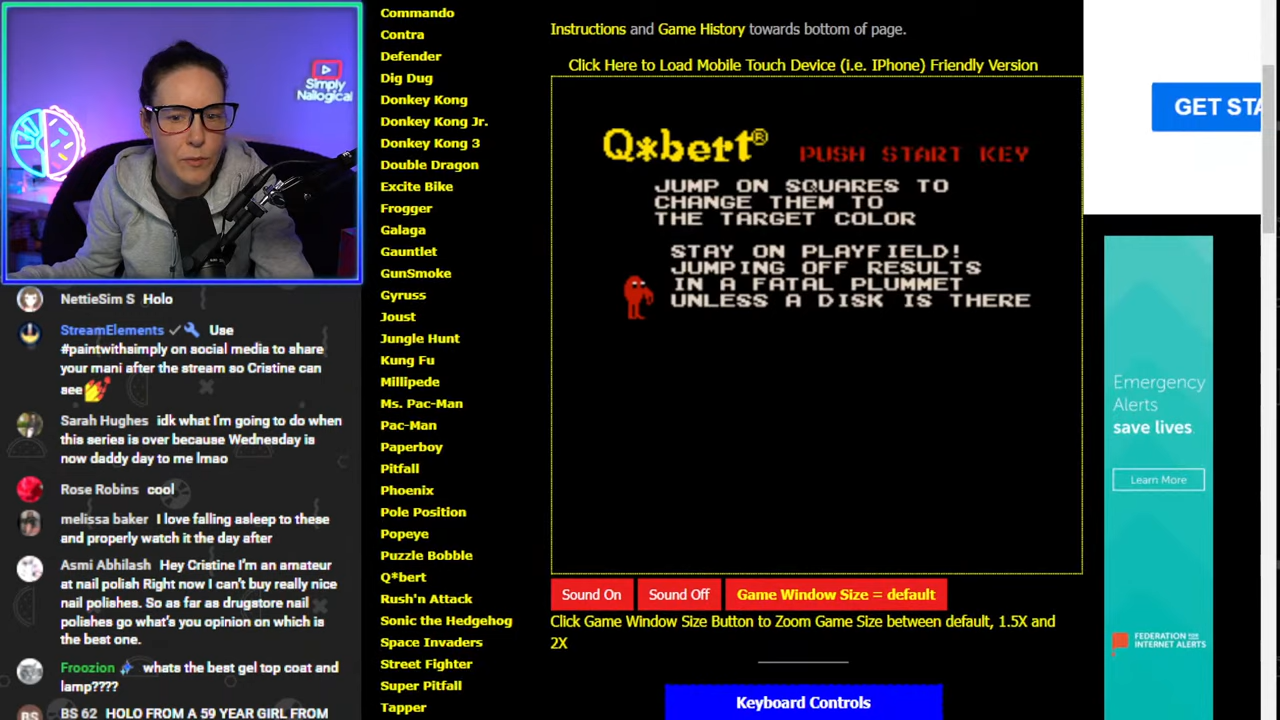 Simply
Nailogical
NettieSim S Holo
StreamElements Use
#paintwithsimply on social media to share
your mani after the stream so Cristine can
see
Sarah Hughes idk what I'm going to do when
this series is over because Wednesday is
now daddy day to me lmao
Rose Robins cool
melissa baker I love falling asleep to these
and properly watch it the day after
Asmi Abhilash Hey Cristine I'm an amateur
at nail polish Right now I can't buy really nice
nail polishes. So as far as drugstore nail
polishes go what's you opinion on which is
the best one.
Froozion whats the best gel top coat and
lamp????
BS 62 HOLO FROM A 59 YEAR GIRL FROM
Commando
Contra
Defender
Dig Dug
Donkey Kong
Donkey Kong Jr.
Donkey Kong 3
Double Dragon
Excite Bike
Frogger
Galaga
Gauntlet
GunSmoke
Gyruss
Joust
Jungle Hunt
Kung Fu
Millipede
Ms. Pac-Man
Pac-Man
Paperboy
Pitfall
Phoenix
Pole Position
Popeye
Puzzle Bobble
Q*bert
Rush'n Attack
Sonic the Hedgehog
Space Invaders
Street Fighter
Super Pitfall
Tapper
Instructions and Game History towards bottom of page.
Click Here to Load Mobile Touch Device (i.e. IPhone) Friendly Version
Q*bert® PUSH START KEY
JUMP ON SQUARES TO
CHANGE THEM TO
THE TARGET COLOR
STAY ON PLAYFIELD!
JUMPING OFF RESULTS
IN A FATAL PLUMMET
UNLESS A DISK IS THERE
Sound On Sound Off Game Window Size = default
Click Game Window Size Button to Zoom Game Size between default, 1.5X and
2X
Keyboard Controls
GET STA
Emergency
Alerts
save lives.
Learn More
FEDERATION FOR
INTERNET ALERTS
BS